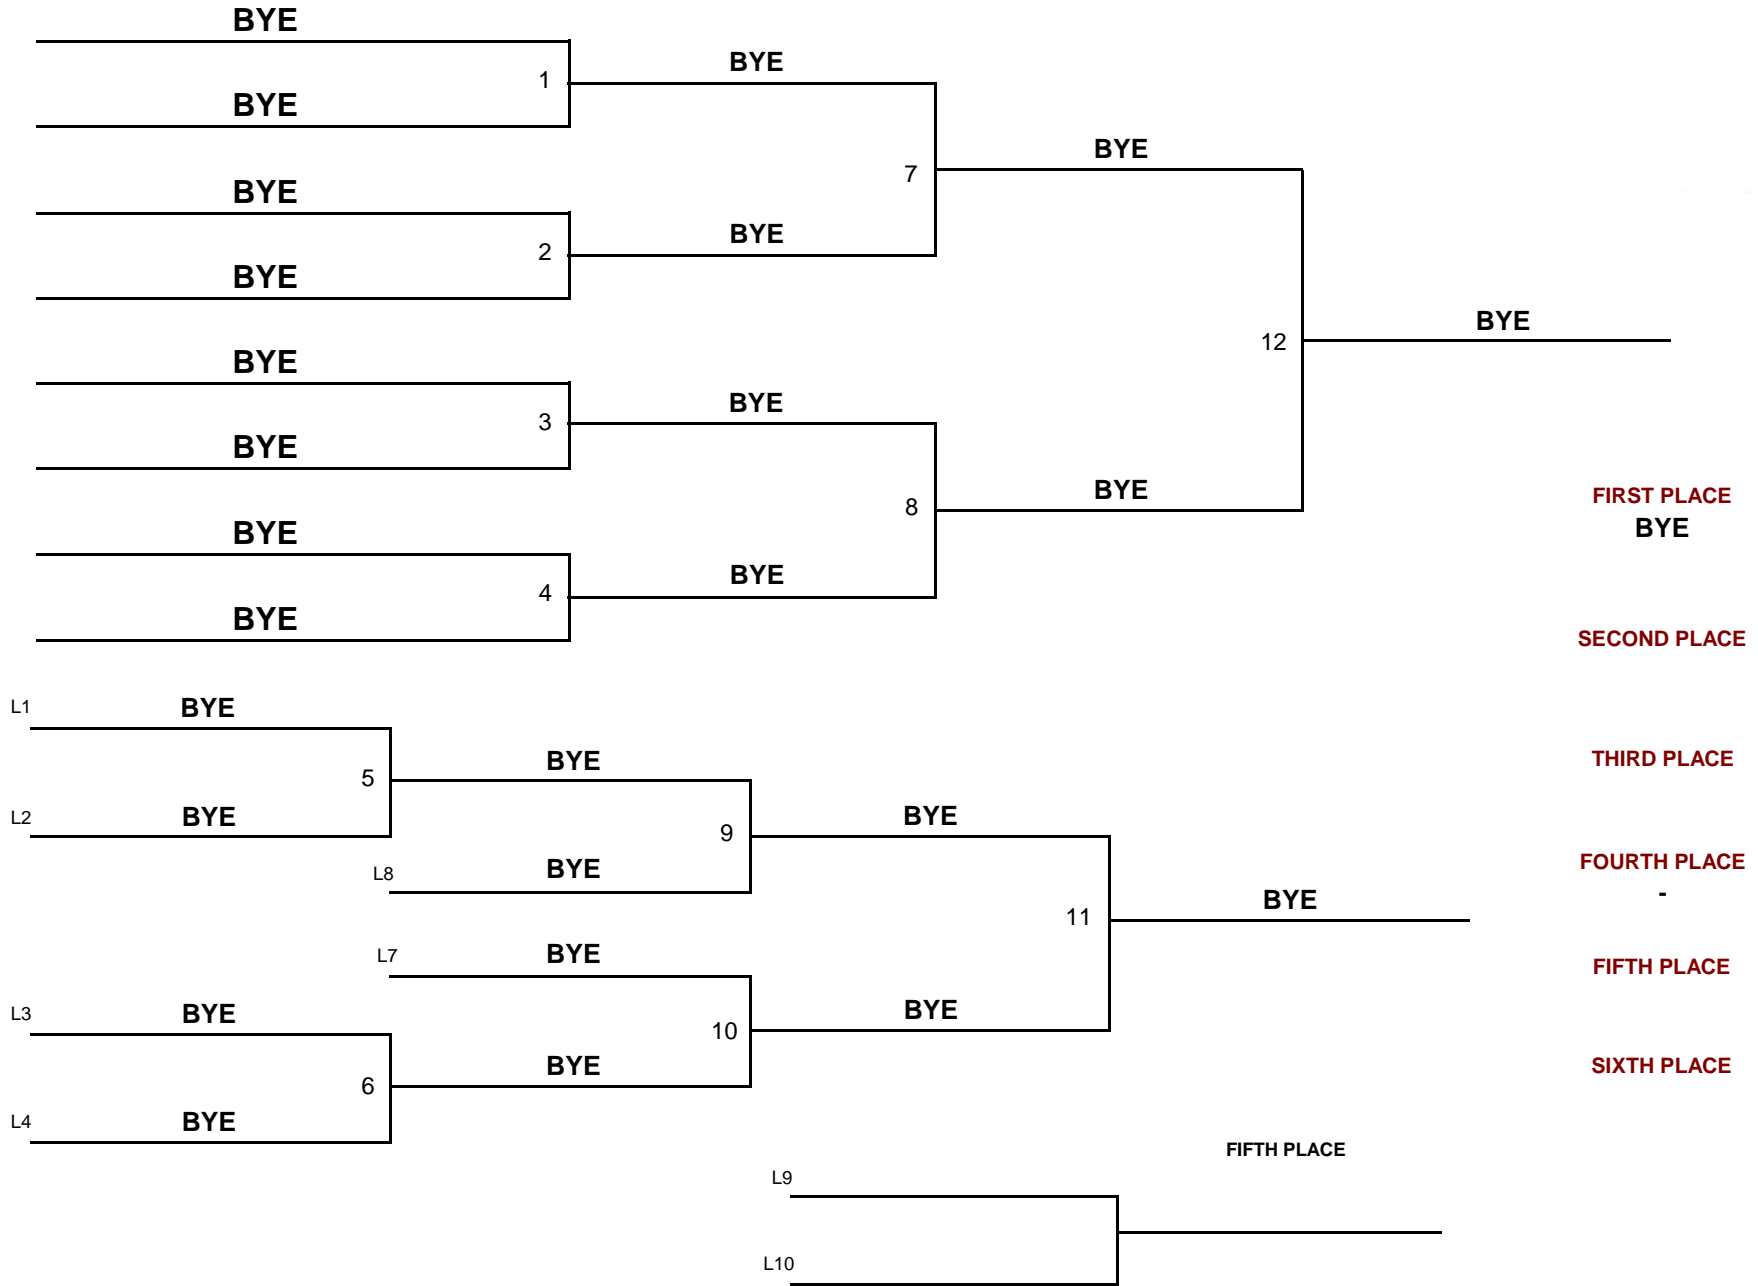 BYE
BYE
1
BYE
BYE
7
BYE
BYE
2
BYE
BYE
12
BYE
BYE
3
BYE
BYE
8
BYE
FIRST PLACE
BYE
BYE
4
BYE
BYE
SECOND PLACE
L1 BYE
5
BYE
THIRD PLACE
L2 BYE
9
BYE
L8 BYE
FOURTH PLACE
-
11
BYE
L7 BYE
FIFTH PLACE
L3 BYE
10
BYE
6
BYE
SIXTH PLACE
L4 BYE
FIFTH PLACE
L9
L10